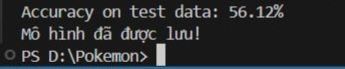 Accuracy on test data: 56.12%
Mô hình đã được lưu!
PS D:\Pokemon>